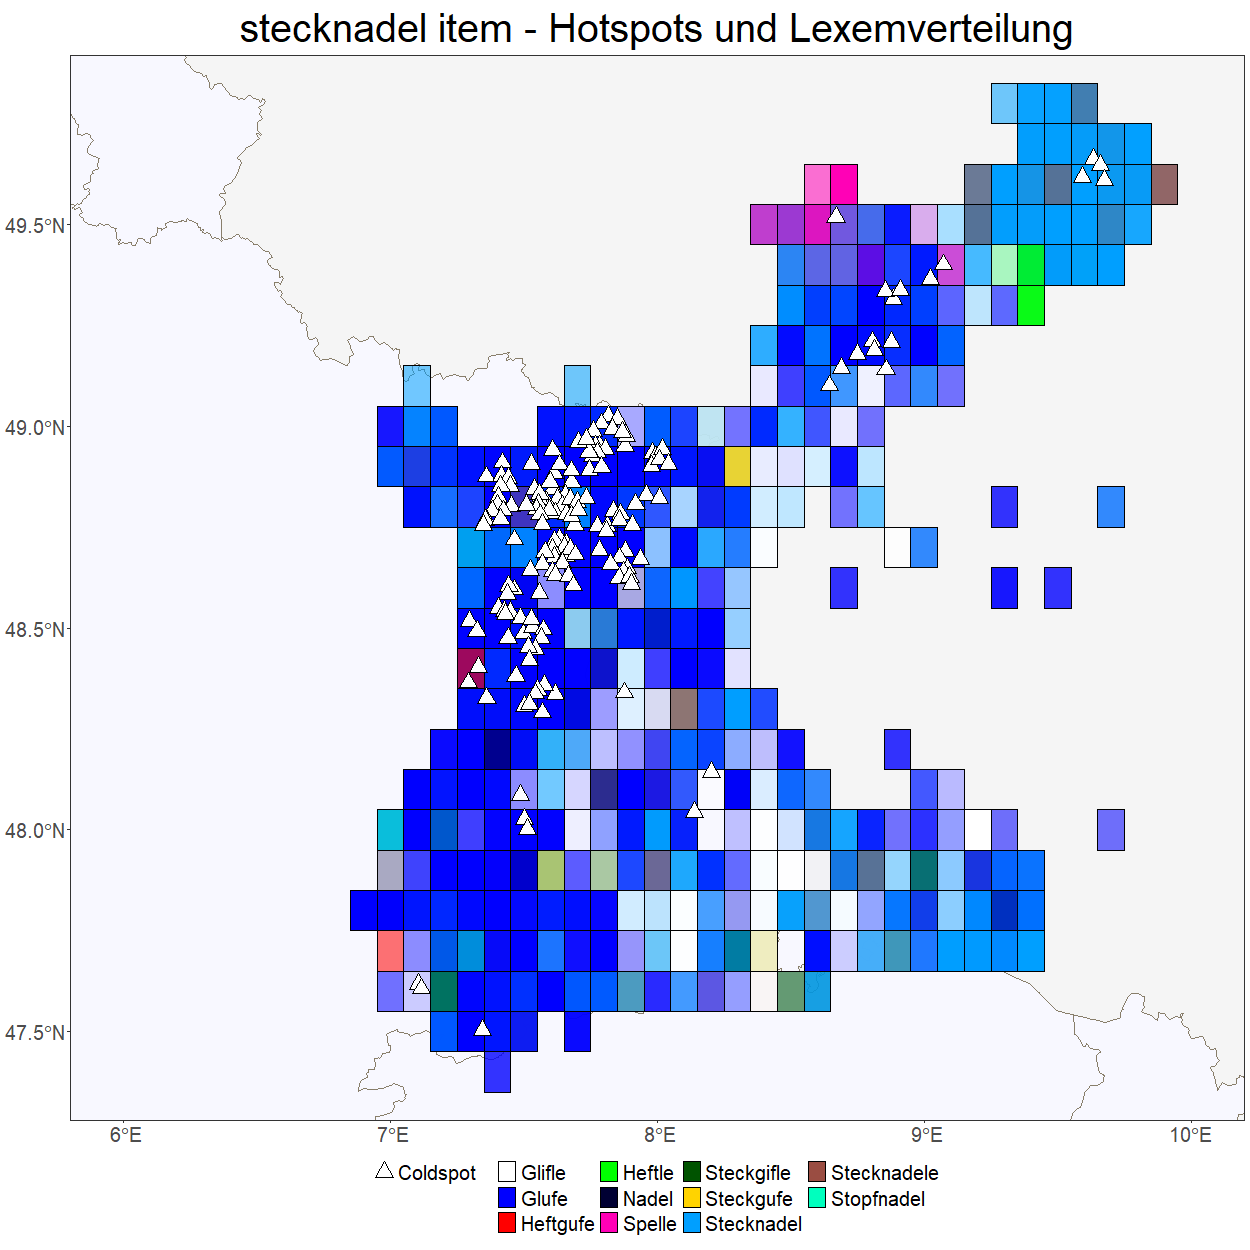 stecknadel item - Hotspots und Lexemverteilung
49.5°N
49.0°N
48.5°N
48.0°N
47.5°N
6°E 7°E 8°E 9°E 10°E
Coldspot Glifle Heftle Steckgifle Stecknadele
Glufe Nadel Steckgufe Stopfnadel
Heftgufe Spelle Stecknadel